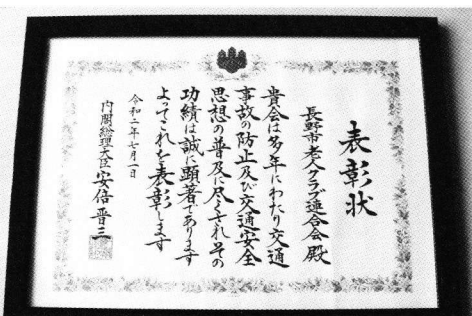 表彰状
長野市老人クラブ連合会 殿
貴会は多年にわたり交通
事故の防止及び交通安全
思想の普及に尽くされその
功績は誠に顕著であります
よってこれを表彰します
令和二年七月一日
内閣総理大臣 安倍晋三